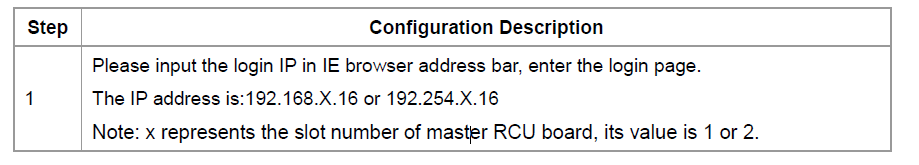 Step Configuration Description
Please input the login IP in IE browser address bar, enter the login page.
1 The IP address is:192.168.X.16 or 192.254.X.16
Note: x represents the slot number of master RCU board, its value is 1 or 2.